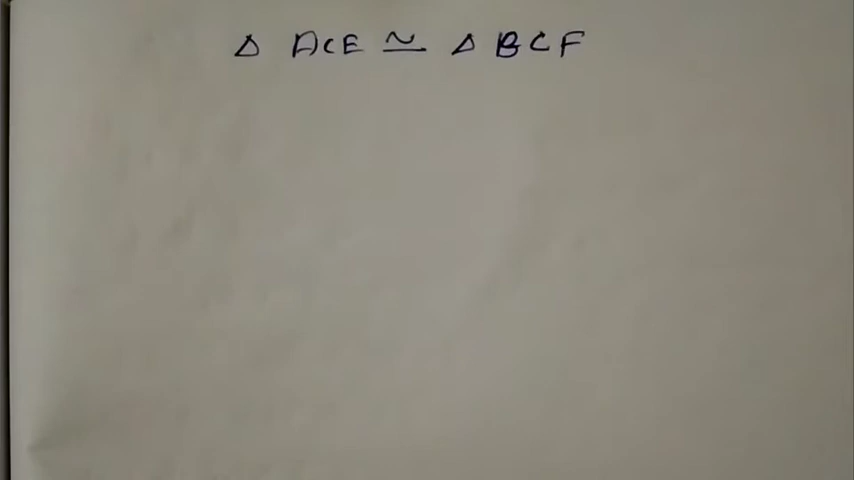 △ ACE ≅ △ BCF